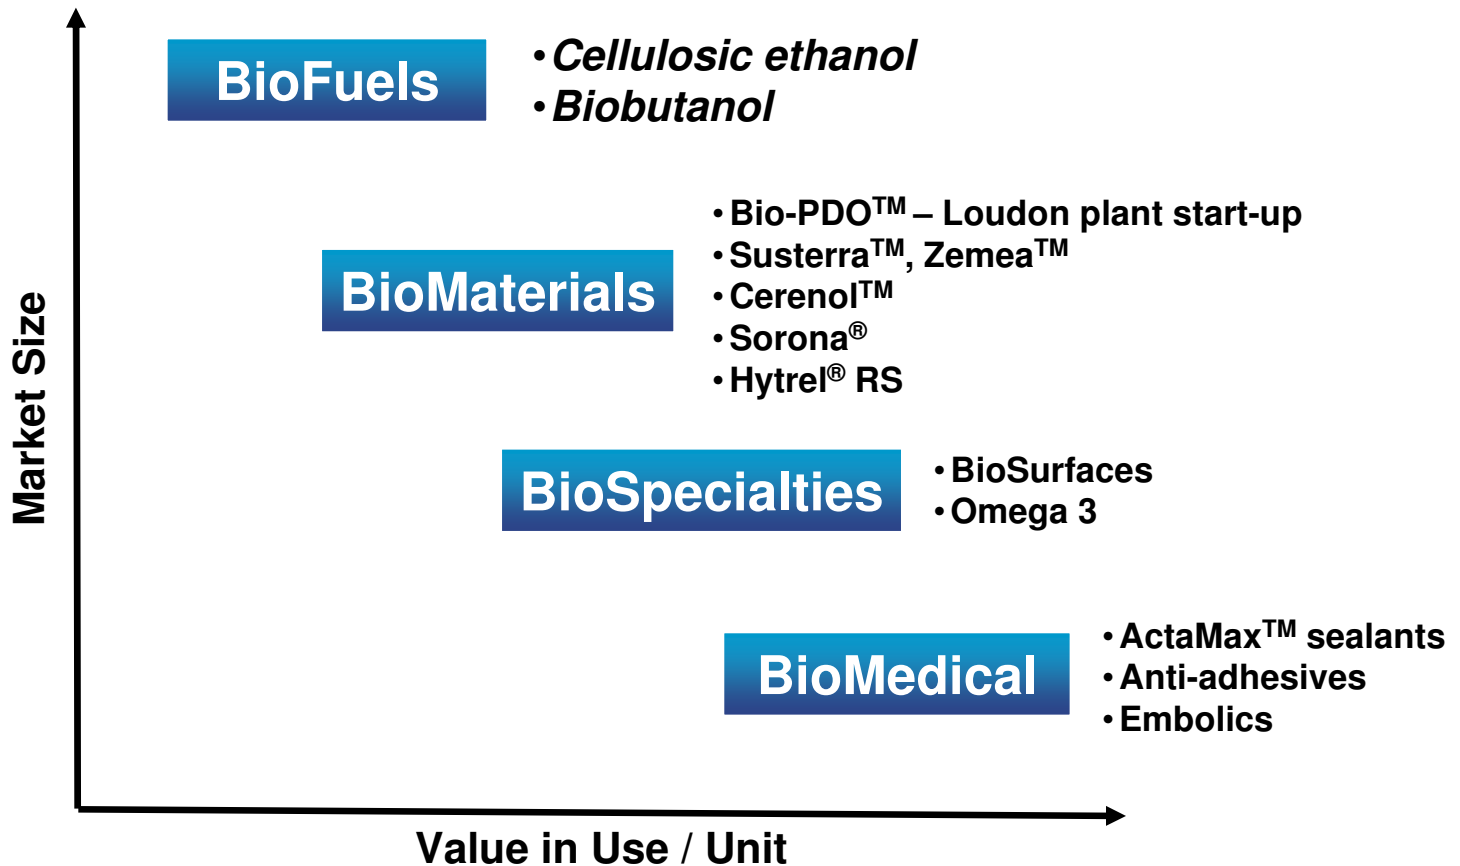 BioFuels
•Cellulosic ethanol
•Biobutanol
BioMaterials
•Bio-PDO™ – Loudon plant start-up
•Susterra™, Zemea™
•Cerenol™
•Sorona®
•Hytrel® RS
Market Size
BioSpecialties
•BioSurfaces
•Omega 3
BioMedical
•ActaMax™ sealants
•Anti-adhesives
•Embolics
Value in Use / Unit